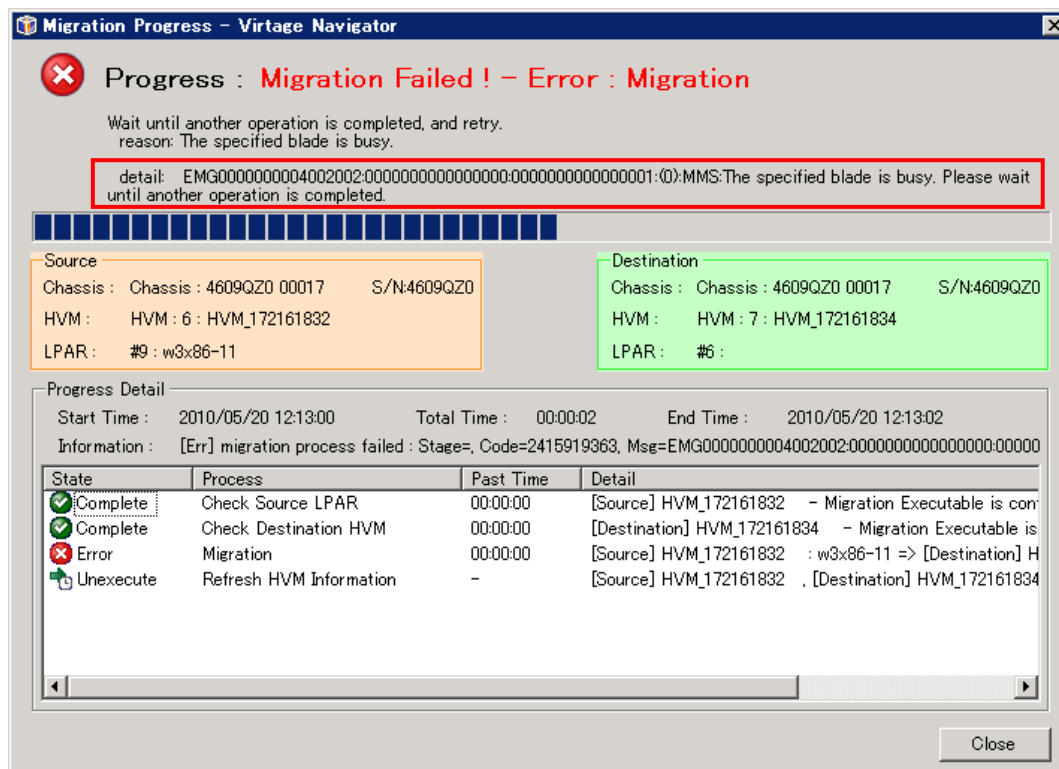 Migration Progress - Virtage Navigator
Progress : Migration Failed ! - Error : Migration
Wait until another operation is completed, and retry.
reason: The specified blade is busy.
detail: EMG0000000004002002:0000000000000000:0000000000000001:(0):MMS:The specified blade is busy. Please wait
until another operation is completed.
Source
Chassis : Chassis : 4609QZ0 00017 S/N:4609QZ0
HVM : HVM : 6 : HVM_172161832
LPAR : #9 : w3x86-11
Destination
Chassis : Chassis : 4609QZ0 00017 S/N:4609QZ0
HVM : HVM : 7 : HVM_172161834
LPAR : #6 :
Progress Detail
Start Time : 2010/05/20 12:13:00 Total Time : 00:00:02 End Time : 2010/05/20 12:13:02
Information : [Err] migration process failed : Stage=, Code=2415919363, Msg=EMG0000000004002002:0000000000000000:00000
State Process Past Time Detail
Complete Check Source LPAR 00:00:00 [Source] HVM_172161832 - Migration Executable is con
Complete Check Destination HVM 00:00:00 [Destination] HVM_172161834 - Migration Executable is
Error Migration 00:00:00 [Source] HVM_172161832 : w3x86-11 => [Destination] H
Unexecute Refresh HVM Information - [Source] HVM_172161832 , [Destination] HVM_172161834
Close